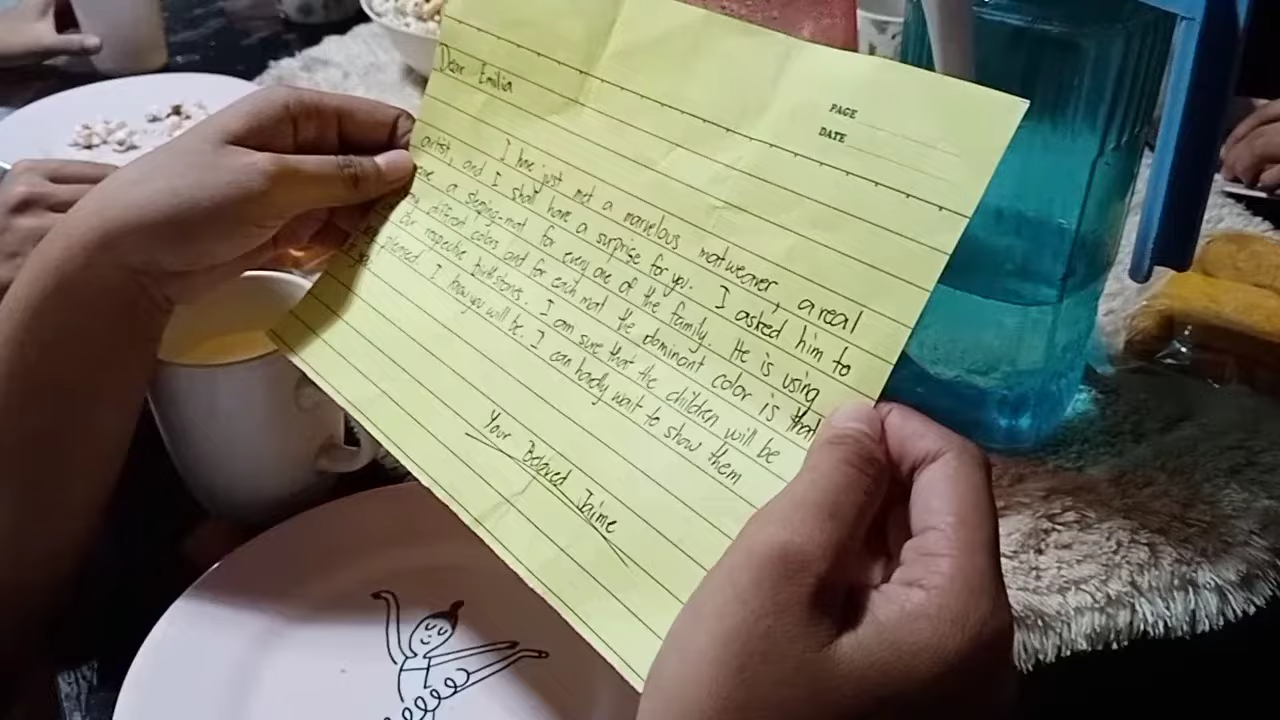 PAGE
DATE
Dear Emilia
I have just met a marvelous matweaver, a real
artist, and I shall have a surprise for you. I asked him to
a sleeping-mat for every one of the family. He is using
different colors and for each mat the dominant color is that
our respective birthstones. I am sure that the children will be
pleased. I know you will be. I can hardly wait to show them
Your Beloved Jaime